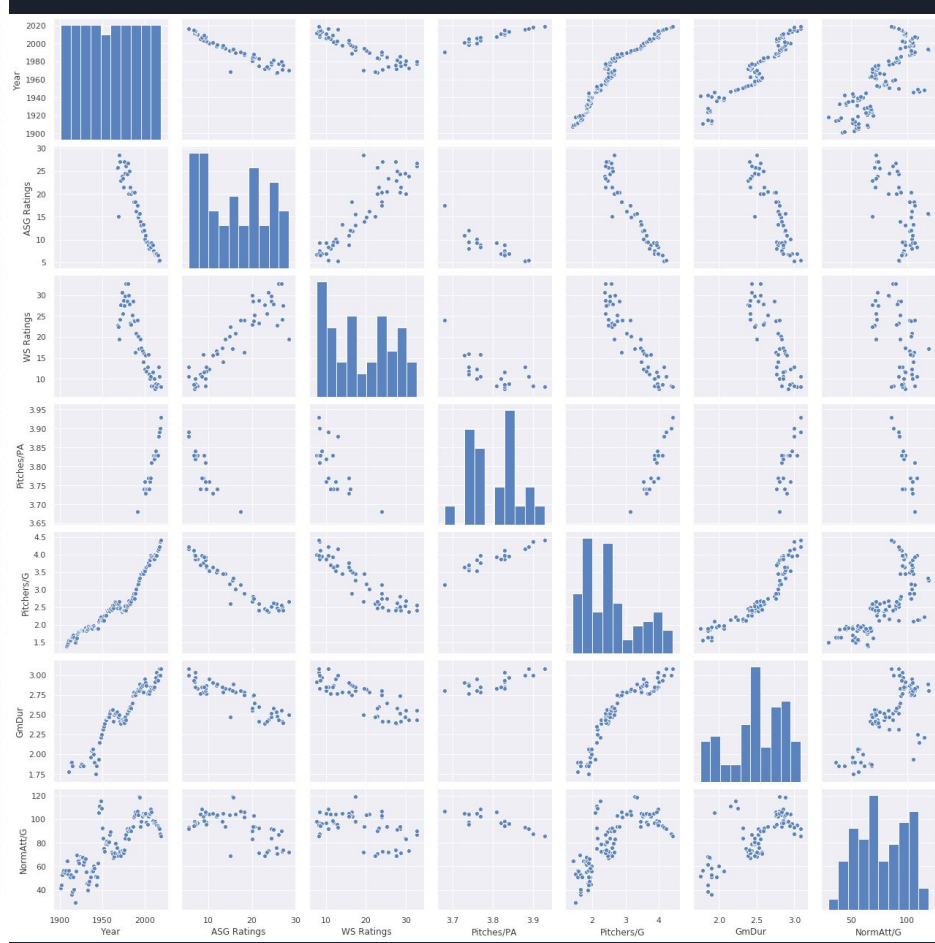 2020
2000
1980
1960
1940
1920
1900
Year
30
25
20
15
10
5
ASG Ratings
30
25
20
15
10
WS Ratings
3.95
3.90
3.85
3.80
3.75
3.70
3.65
Pitches/PA
4.5
4.0
3.5
3.0
2.5
2.0
1.5
Pitchers/G
3.00
2.75
2.50
2.25
2.00
1.75
GmDur
120
100
80
60
40
NormAtt/G
1900 1950 2000
Year
10 20 30
ASG Ratings
10 20 30
WS Ratings
3.7 3.8 3.9
Pitches/PA
2 3 4
Pitchers/G
2.0 2.5 3.0
GmDur
50 100
NormAtt/G